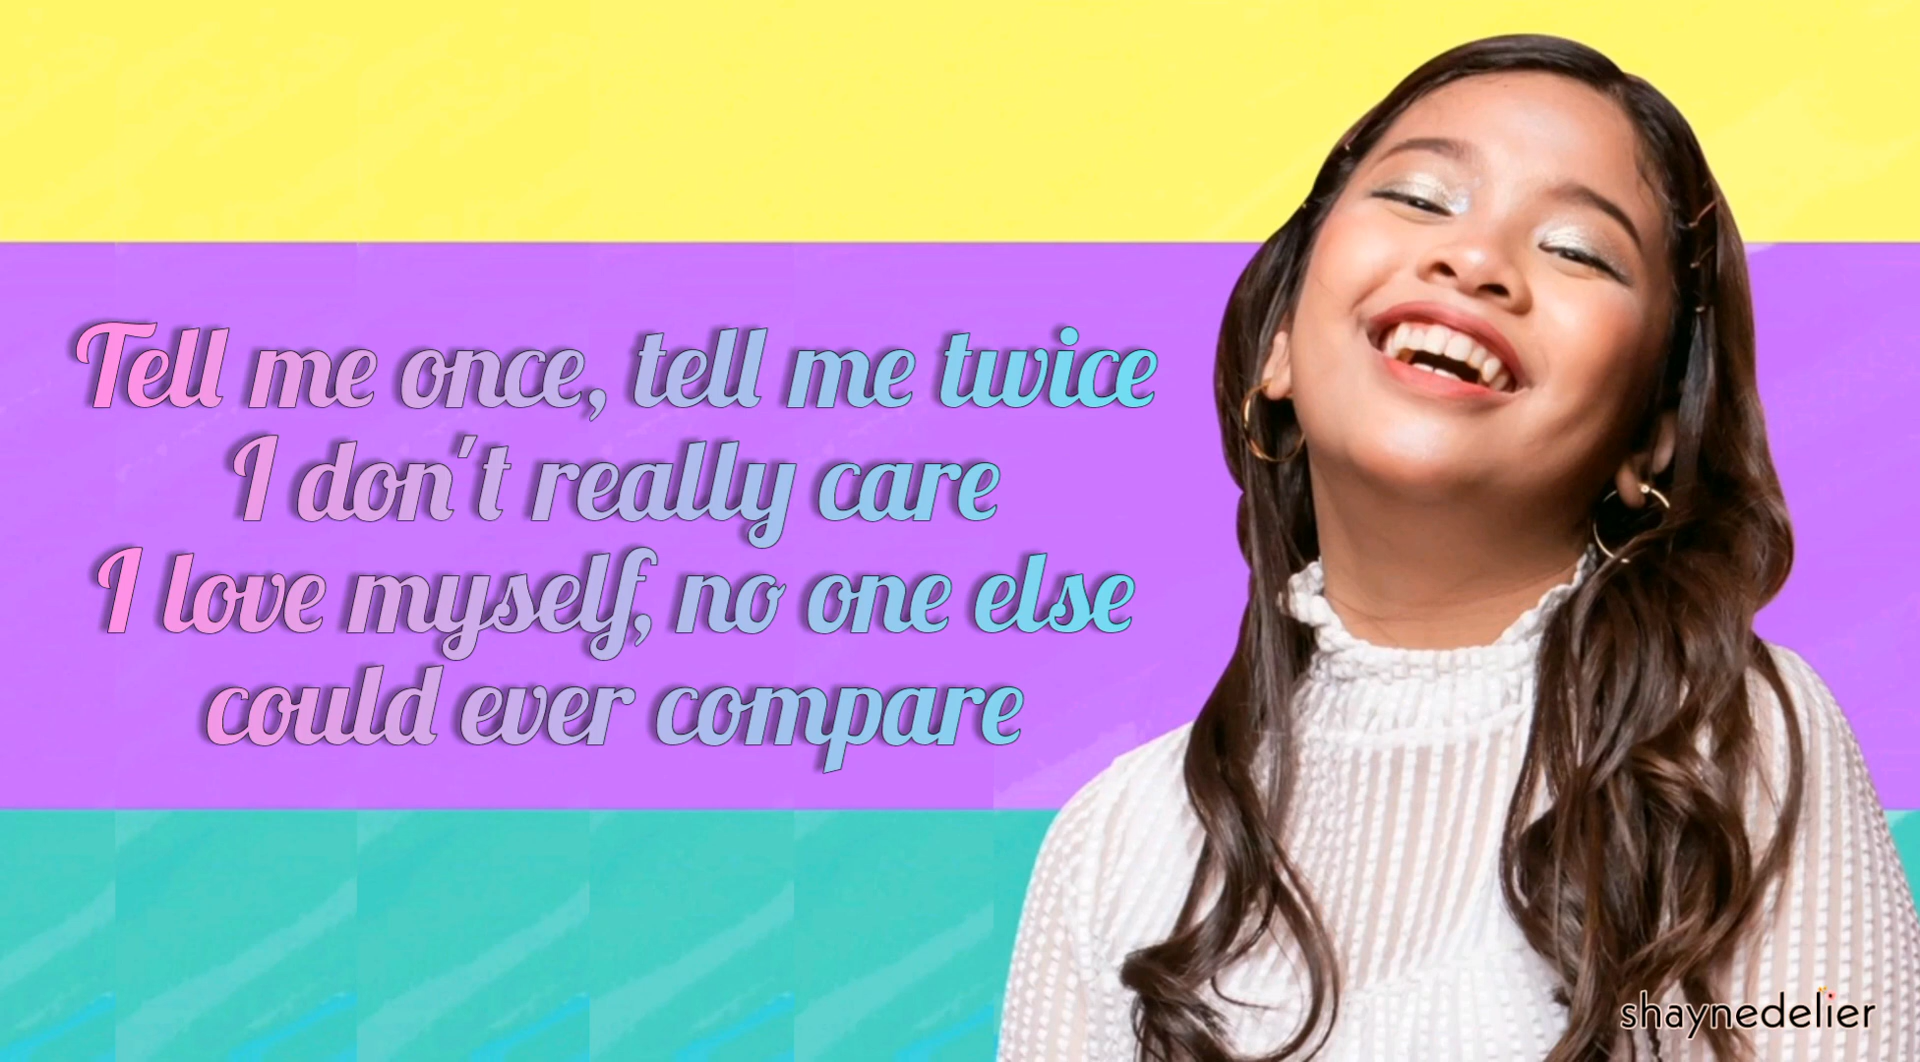 Tell me once, tell me twice
I don't really care
I love myself, no one else
could ever compare
shaynedelier